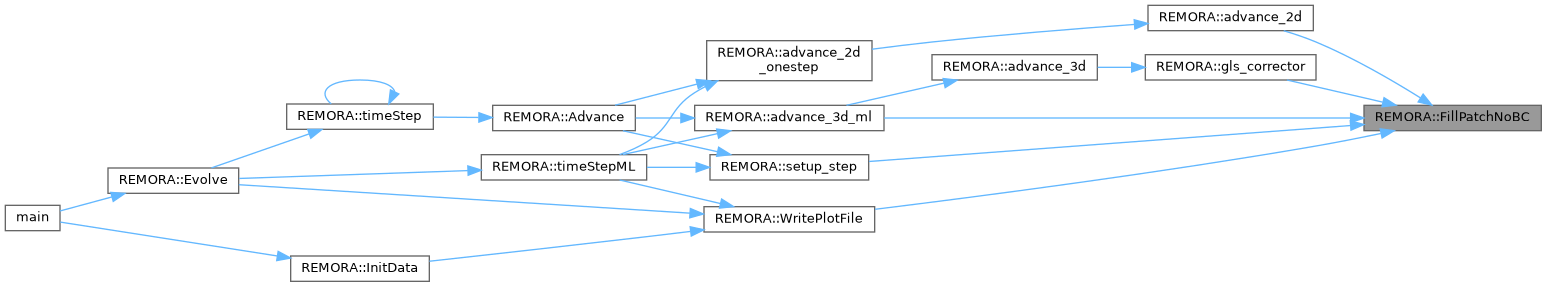 REMORA::advance_2d
REMORA::advance_2d
_onestep
REMORA::advance_3d
REMORA::gls_corrector
REMORA::timeStep
REMORA::Advance
REMORA::advance_3d_ml
REMORA::FillPatchNoBC
REMORA::Evolve
REMORA::timeStepML
REMORA::setup_step
main
REMORA::WritePlotFile
REMORA::InitData